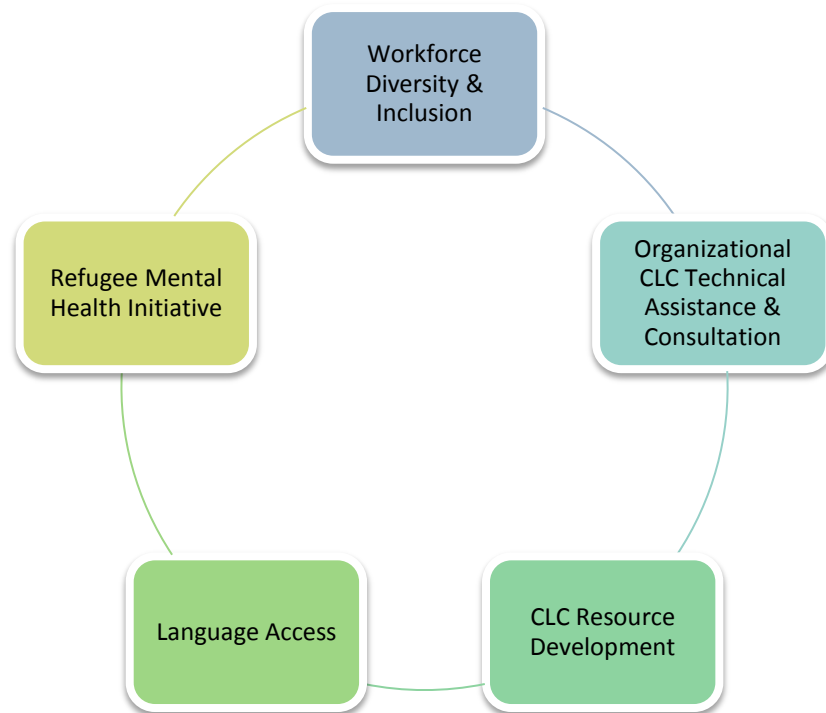 Workforce
Diversity &
Inclusion
Organizational
CLC Technical
Assistance &
Consultation
CLC Resource
Development
Language Access
Refugee Mental
Health Initiative